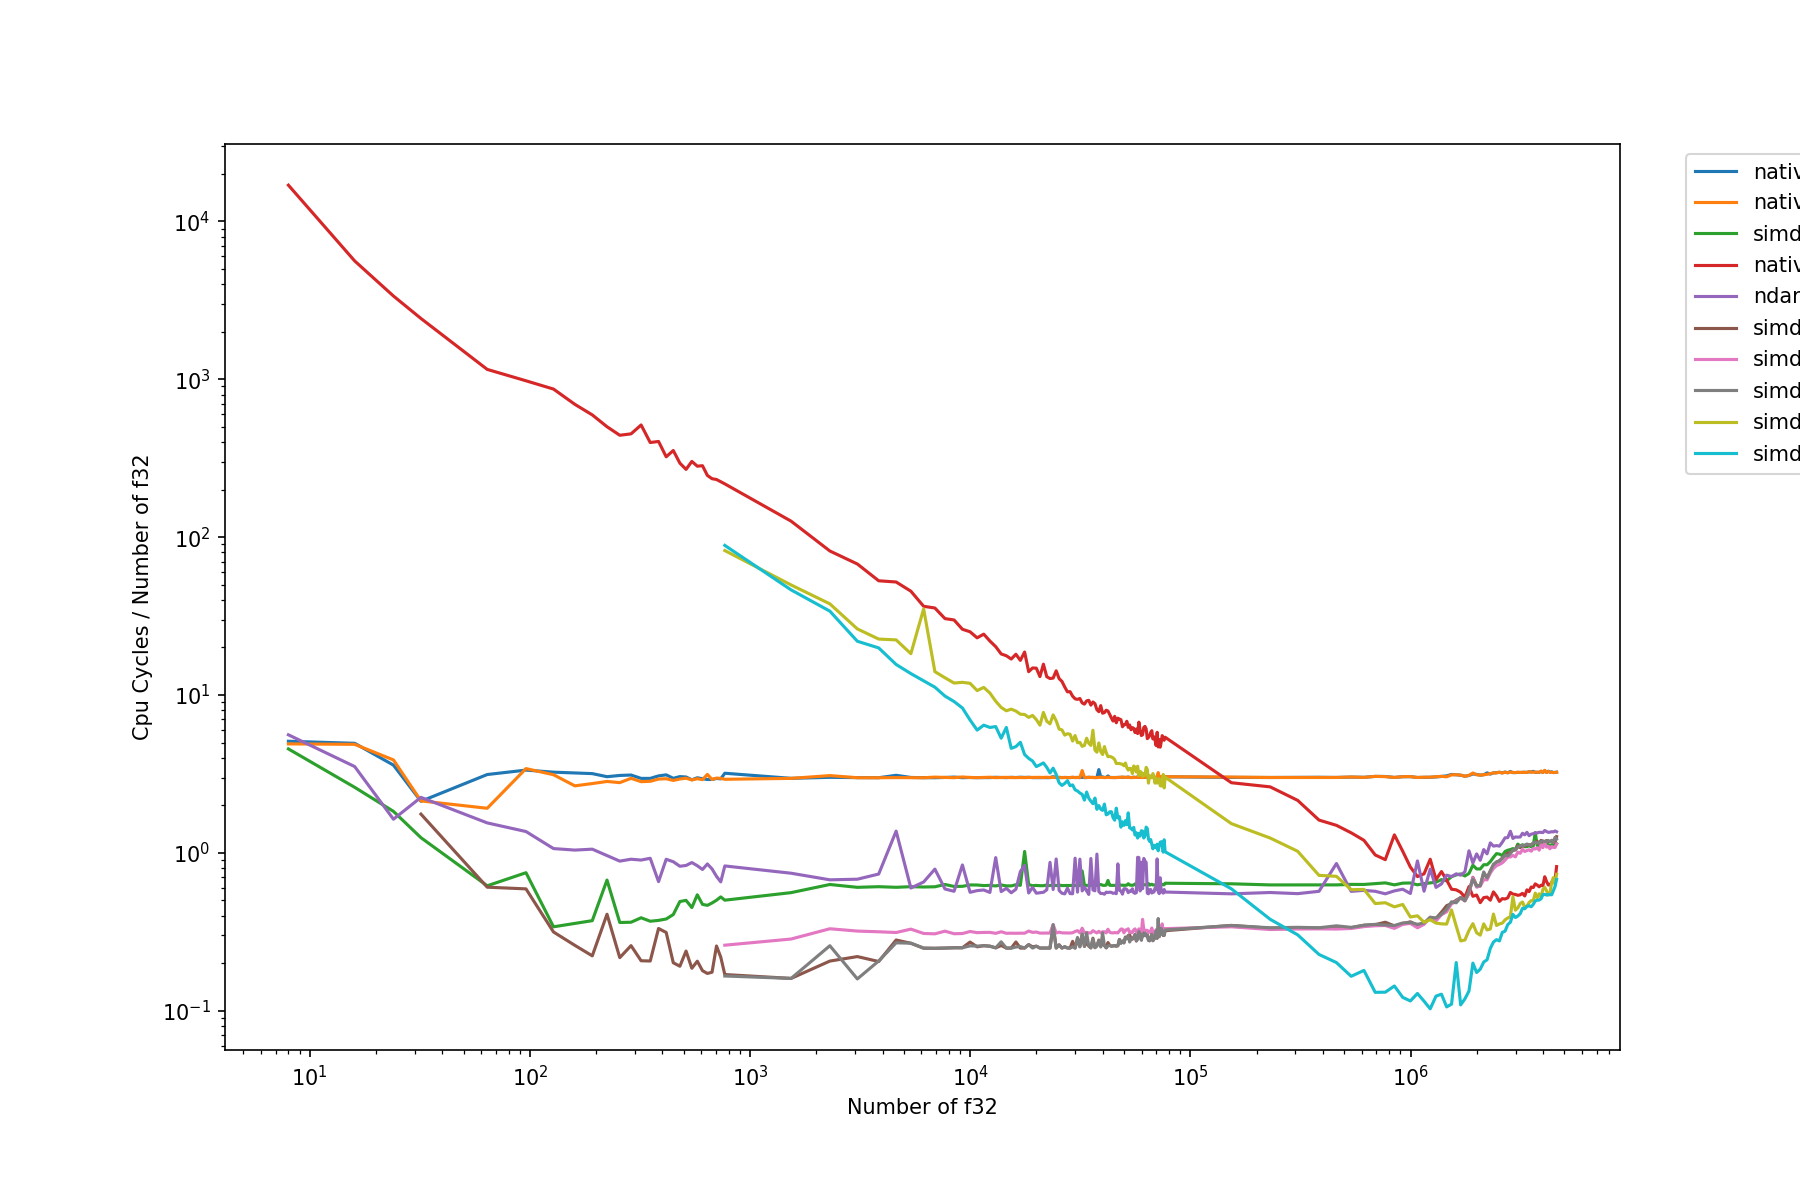 10⁴
10³
10²
10¹
10⁰
10⁻¹
Cpu Cycles / Number of f32
10¹ 10² 10³ 10⁴ 10⁵ 10⁶
Number of f32
nativ
nativ
simd
nativ
ndar
simd
simd
simd
simd
simd